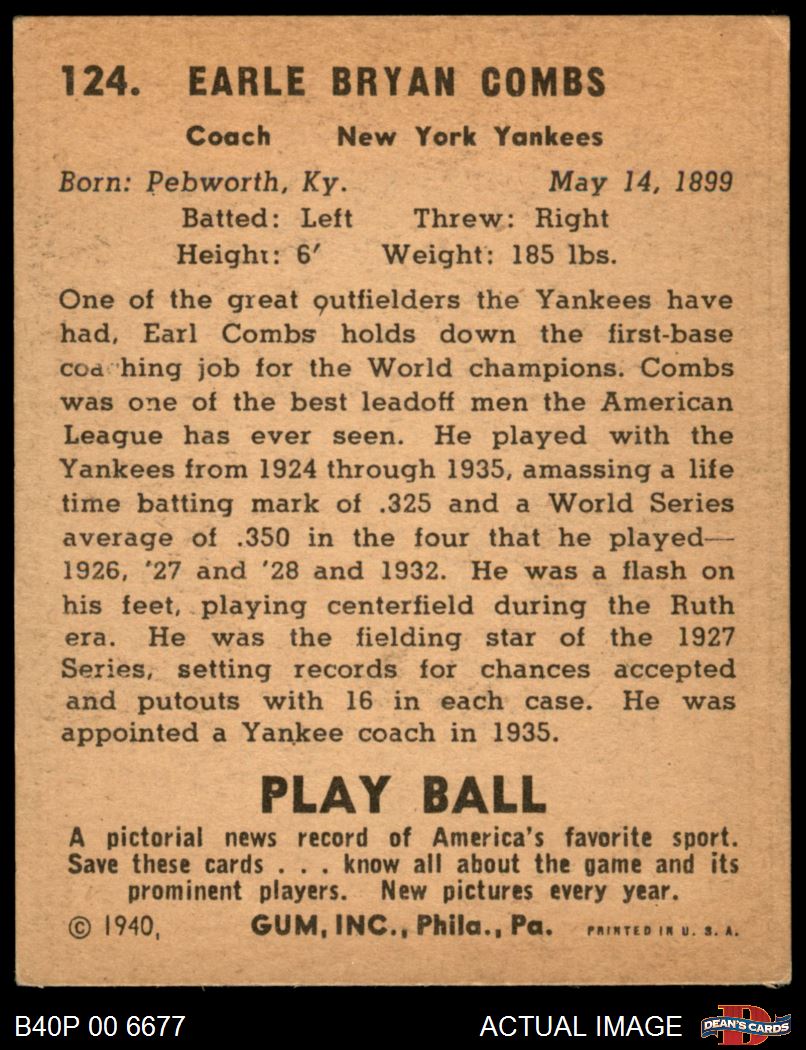 124. EARLE BRYAN COMBS
Coach New York Yankees
Born: Pebworth, Ky. May 14, 1899
Batted: Left Threw: Right
Height: 6′ Weight: 185 lbs.
One of the great outfielders the Yankees have
had, Earl Combs holds down the first-base
coaching job for the World champions. Combs
was one of the best leadoff men the American
League has ever seen. He played with the
Yankees from 1924 through 1935, amassing a life
time batting mark of .325 and a World Series
average of .350 in the four that he played—
1926, '27 and '28 and 1932. He was a flash on
his feet, playing centerfield during the Ruth
era. He was the fielding star of the 1927
Series, setting records for chances accepted
and putouts with 16 in each case. He was
appointed a Yankee coach in 1935.
PLAY BALL
A pictorial news record of America's favorite sport.
Save these cards . . . know all about the game and its
prominent players. New pictures every year.
© 1940, GUM, INC., Phila., Pa. PRINTED IN U. S. A.
B40P 00 6677 ACTUAL IMAGE D DEAN'S CARDS